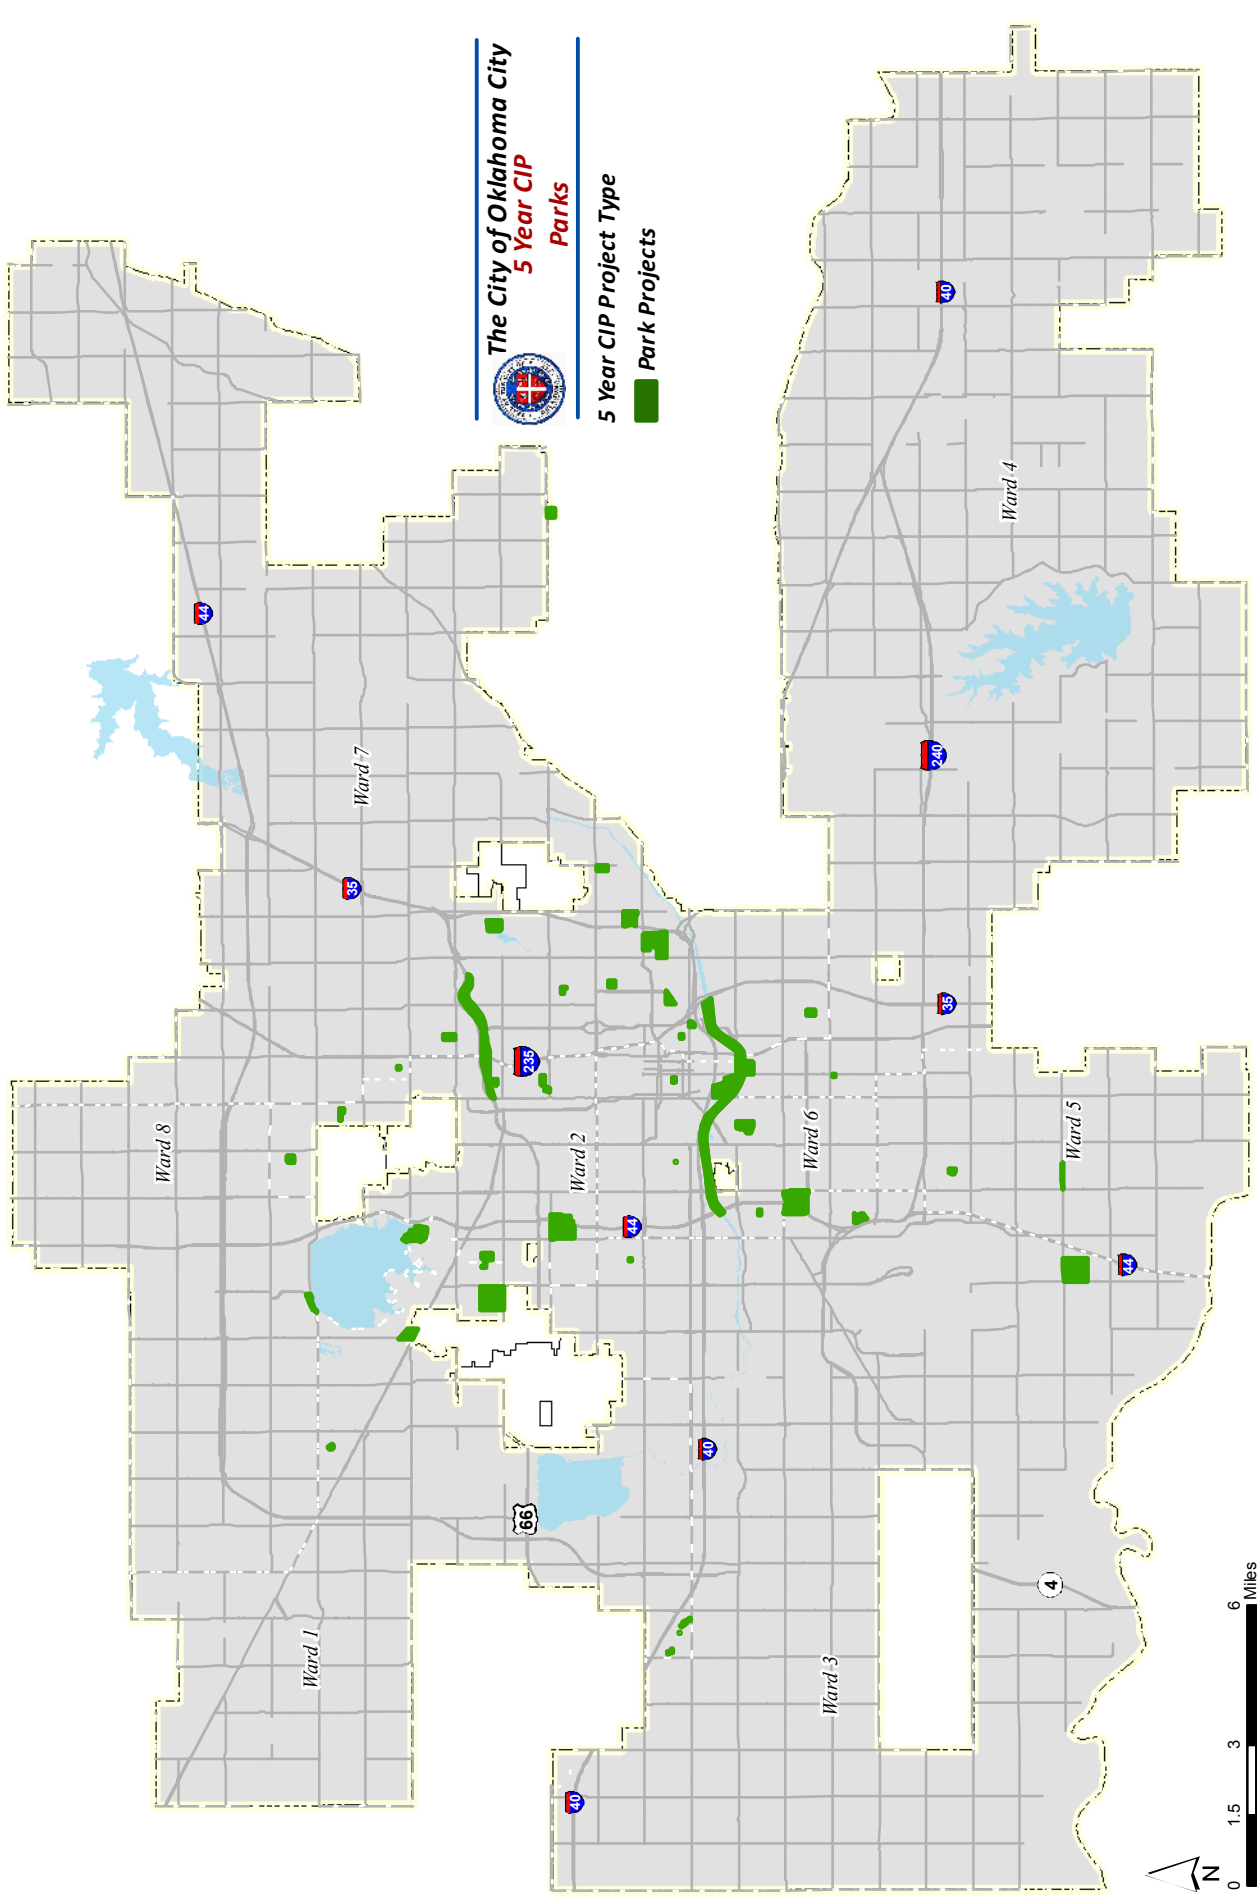 The City of Oklahoma City
5 Year CIP
Parks
5 Year CIP Project Type
Park Projects
44
Ward 7
35
Ward 8
235
Ward 2
44
Ward 6
35
Ward 5
44
40
240
Ward 4
66
40
Ward 1
Ward 3
4
40
N
0 1.5 3 6
Miles